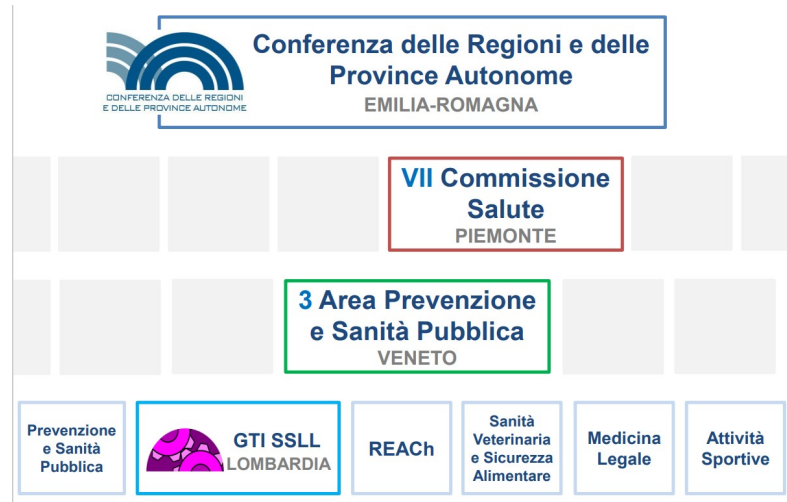 Conferenza delle Regioni e delle
Province Autonome
EMILIA-ROMAGNA
CONFERENZA DELLE REGIONI
E DELLE PROVINCE AUTONOME
VII Commissione
Salute
PIEMONTE
3 Area Prevenzione
e Sanità Pubblica
VENETO
Prevenzione
e Sanità
Pubblica
GTI SSLL
LOMBARDIA
REACh
Sanità
Veterinaria
e Sicurezza
Alimentare
Medicina
Legale
Attività
Sportive